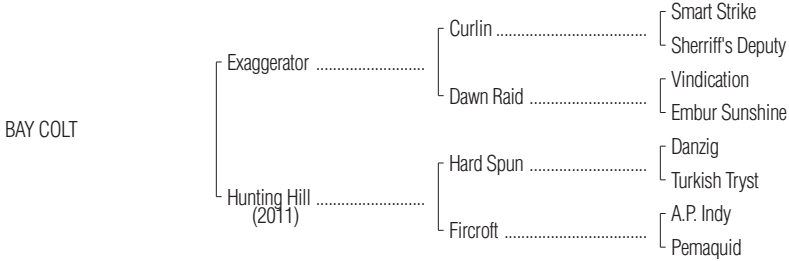 Smart Strike
Curlin ....................................
Sherriff's Deputy
Exaggerator .........................
Vindication
Dawn Raid ............................
Embur Sunshine
BAY COLT
Danzig
Hard Spun ............................
Turkish Tryst
Hunting Hill .........................
(2011)
A.P. Indy
Fircroft ..................................
Pemaquid